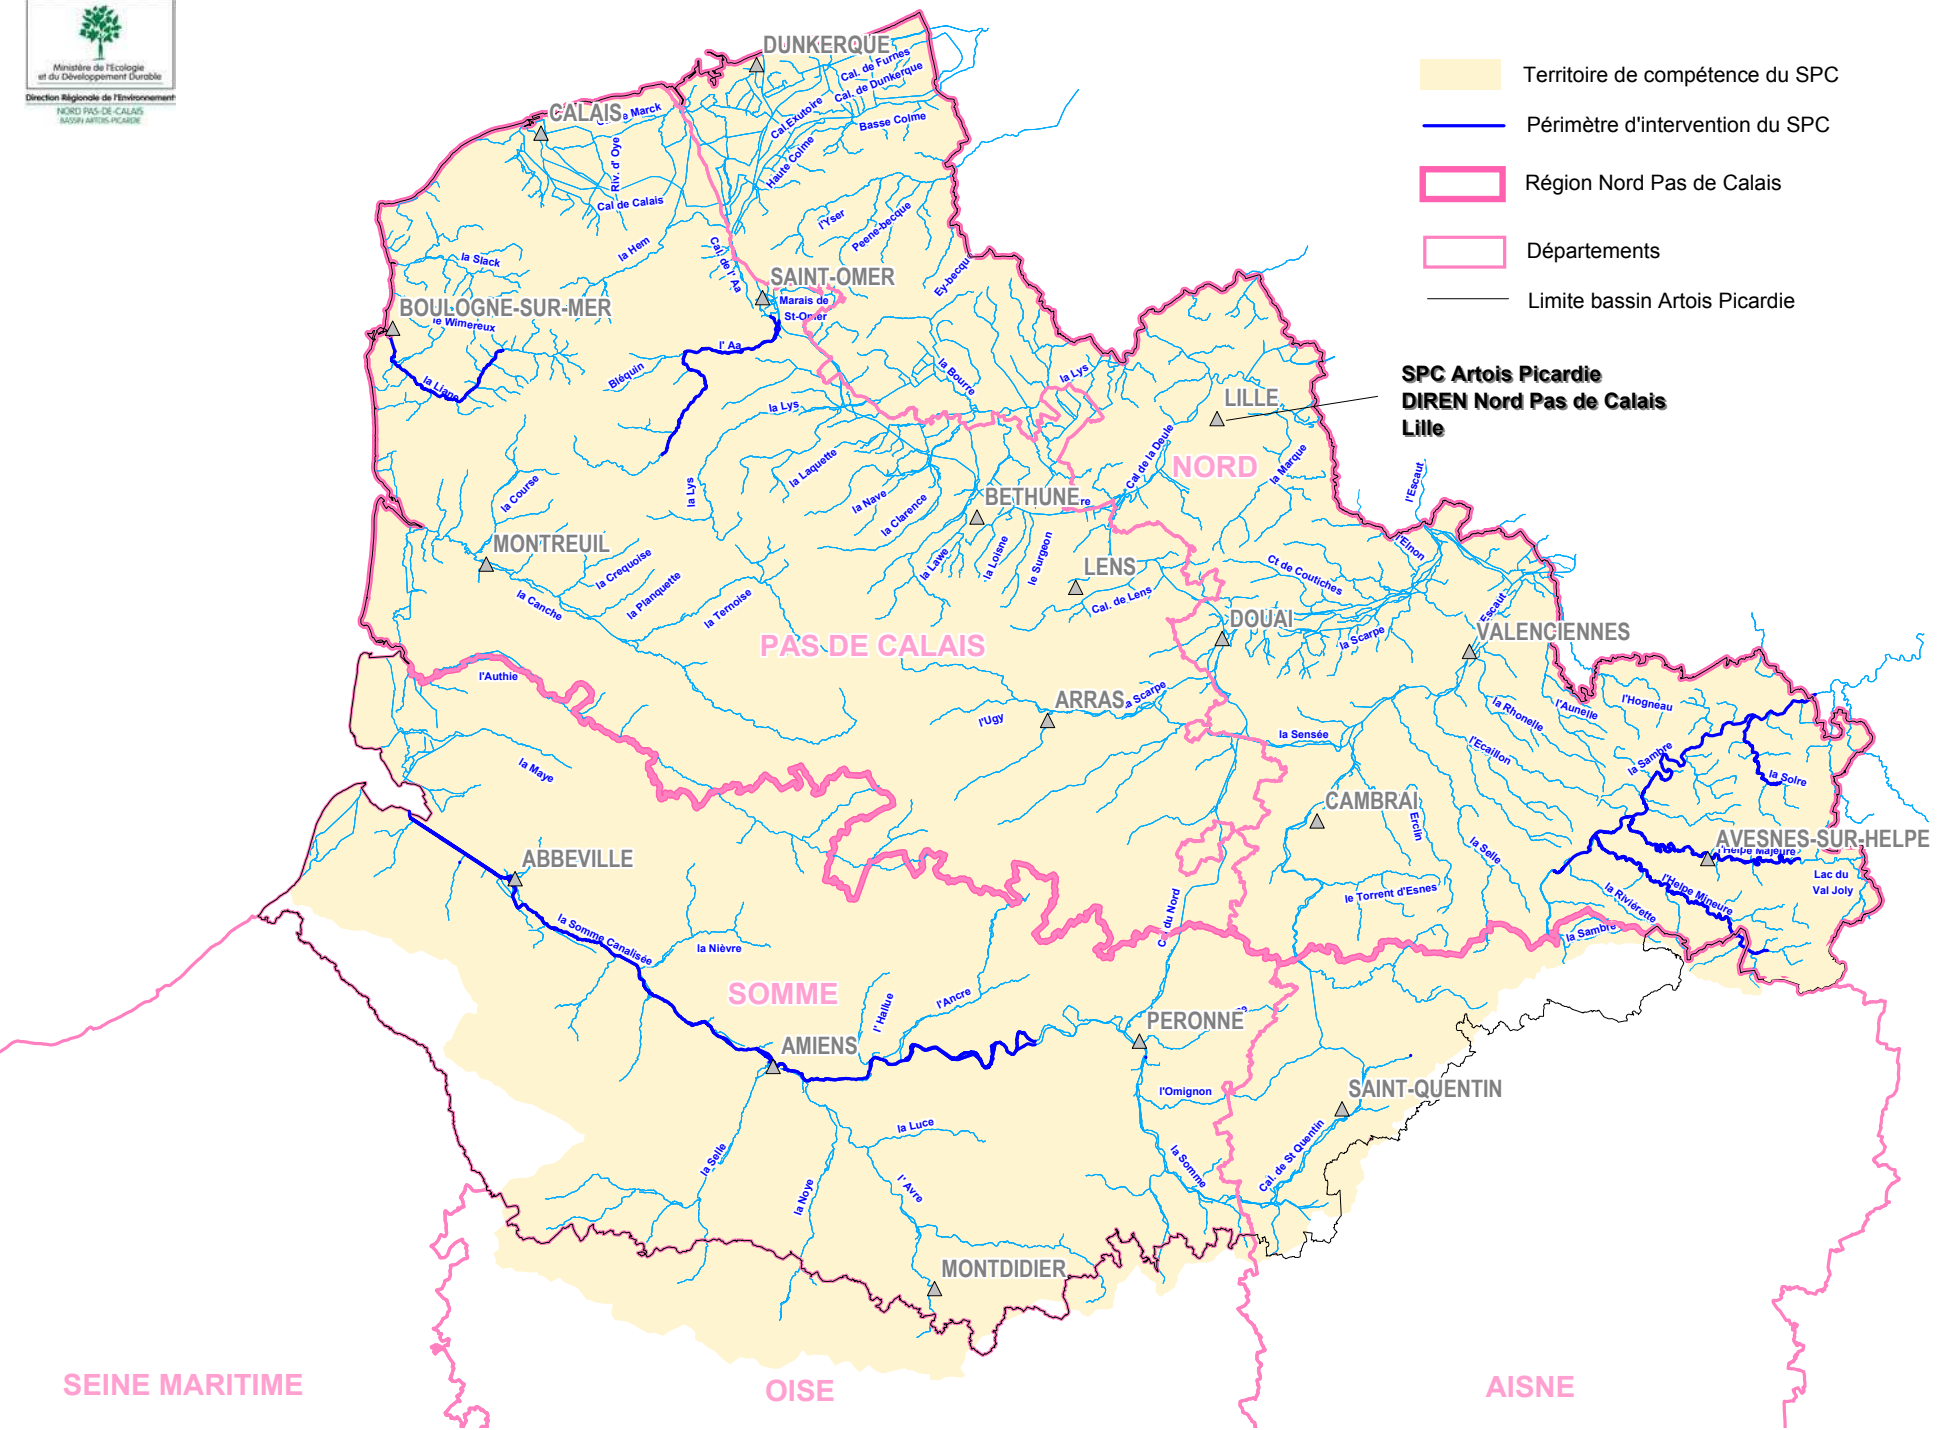 Ministère de l'Ecologie
et du Développement Durable
Direction Régionale de l'Environnement
NORD PAS-DE-CALAIS
BASSIN ARTOIS-PICARDIE
Territoire de compétence du SPC
Périmètre d'intervention du SPC
Région Nord Pas de Calais
Départements
Limite bassin Artois Picardie
SPC Artois Picardie
DIREN Nord Pas de Calais
Lille
DUNKERQUE
Cal. de Furnes
Cal. de Dunkerque
Cal.Exutoire
Basse Colme
Haute Colme
CALAIS
Marck
Riv. d' Oye
Cal de Calais
l'Yser
Peene-becque
la Hem
Cal. de l' Aa
la Slack
SAINT-OMER
Marais de
St-Omer
BOULOGNE-SUR-MER
le Wimereux
la Liane
l' Aa
Bléquin
la Bourre
la Lys
la Lys
LILLE
NORD
Cal de la Deule
la Marque
l'Escaut
la Laquette
la Nave
la Clarence
la Lys
la Course
BETHUNE
MONTREUIL
la Crequoise
la Planquette
la Ternoise
la Canche
la Lawe
la Loisne
le Surgeon
LENS
Cal. de Lens
l'Elnon
Ct de Coutiches
DOUAI
la Scarpe
Escaut
VALENCIENNES
PAS DE CALAIS
l'Authie
ARRAS
Scarpe
l'Ugy
la Sensée
la Rhonelle
l'Aunelle
l'Hogneau
l'Ecaillon
la Sambre
la Solre
la Maye
CAMBRAI
Erclin
la Selle
AVESNES-SUR-HELPE
l'Helpe Majeure
Lac du
Val Joly
l'Helpe Mineure
la Riviérette
la Sambre
le Torrent d'Esnes
ABBEVILLE
la Somme Canalisée
la Nièvre
SOMME
l' Hallue
l'Ancre
AMIENS
PERONNE
l'Omignon
SAINT-QUENTIN
Cal. de St Quentin
la Somme
la Luce
l' Avre
la Selle
la Noye
MONTDIDIER
SEINE MARITIME
OISE
AISNE